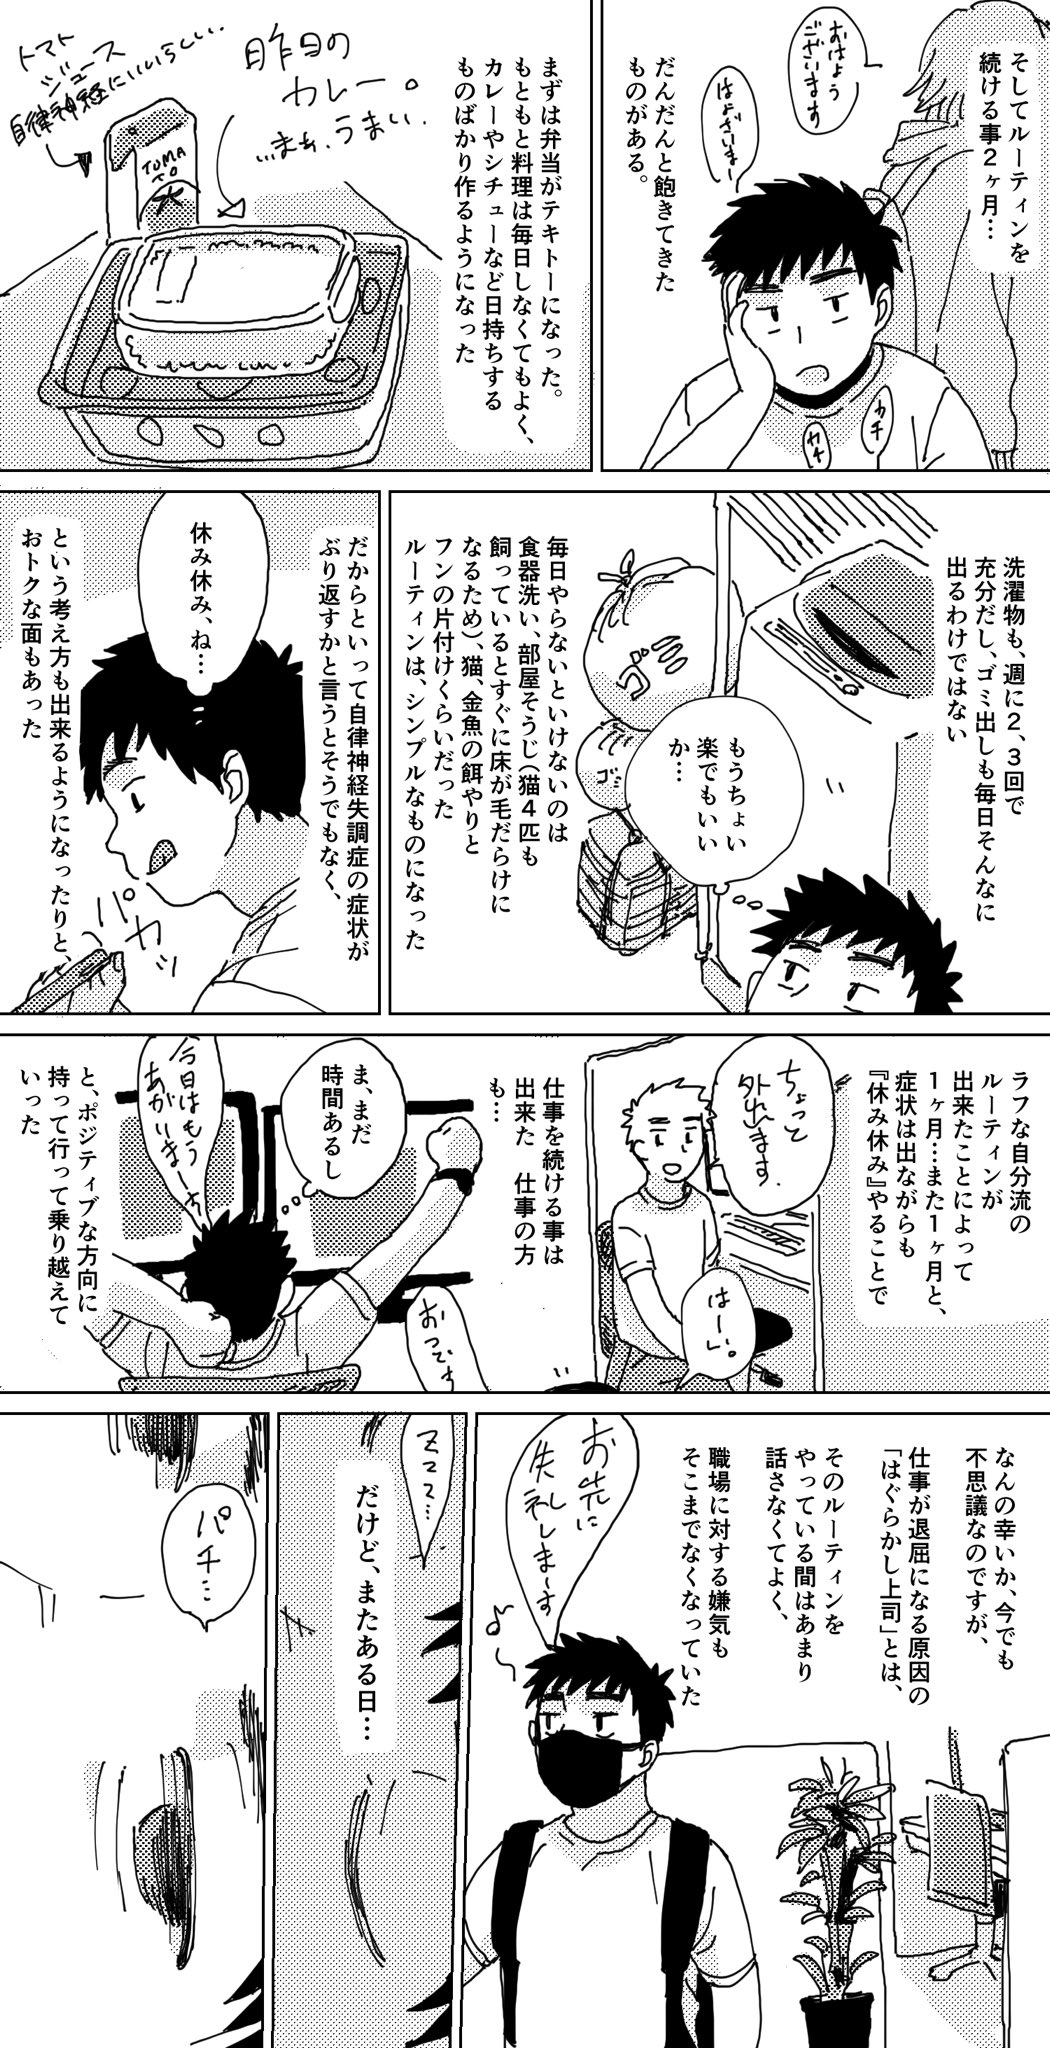 そしてルーティンを
続ける事2ヶ月…
おはよう
ございます
はよざいまー
だんだんと飽きてきた
ものがある。
カチ
カチ
まずは弁当がテキトーになった。
もともと料理は毎日しなくてもよく、
カレーやシチューなど日持ちする
ものばかり作るようになった
昨日の
カレー。
…まぁ、うまい.
トマト
ジュース
自律神経にいいらしい…
TOMA
TO
洗濯物も、週に2、3回で
充分だし、ゴミ出しも毎日そんなに
出るわけではない
もうちょい
楽でもいい
か…
ゴミ
ゴミ
毎日やらないといけないのは
食器洗い、部屋そうじ(猫4匹も
飼っているとすぐに床が毛だらけに
なるため)、猫、金魚の餌やりと
フンの片付けくらいだった
ルーティンは、シンプルなものになった
だからといって自律神経失調症の症状が
ぶり返すかと言うとそうでもなく、
休み休み、ね…
パカッ
という考え方も出来るようになったりと、
おトクな面もあった
ラフな自分流の
ルーティンが
出来たことによって
1ヶ月…また1ヶ月と、
症状は出ながらも
『休み休み』やることで
ちょっと
外れます.
はーい。
仕事を続ける事は
出来た 仕事の方
も…
ま、まだ
時間あるし
今日はもう
あがいまーす
おつです
と、ポジティブな方向に
持って行って乗り越えて
いった
なんの幸いか、今でも
不思議なのですが、
仕事が退屈になる原因の
「はぐらかし上司」とは、
そのルーティンを
やっている間はあまり
話さなくてよく、
職場に対する嫌気も
そこまでなくなっていた
お先に
失礼しまーす
♪
だけど、またある日…
パチ…